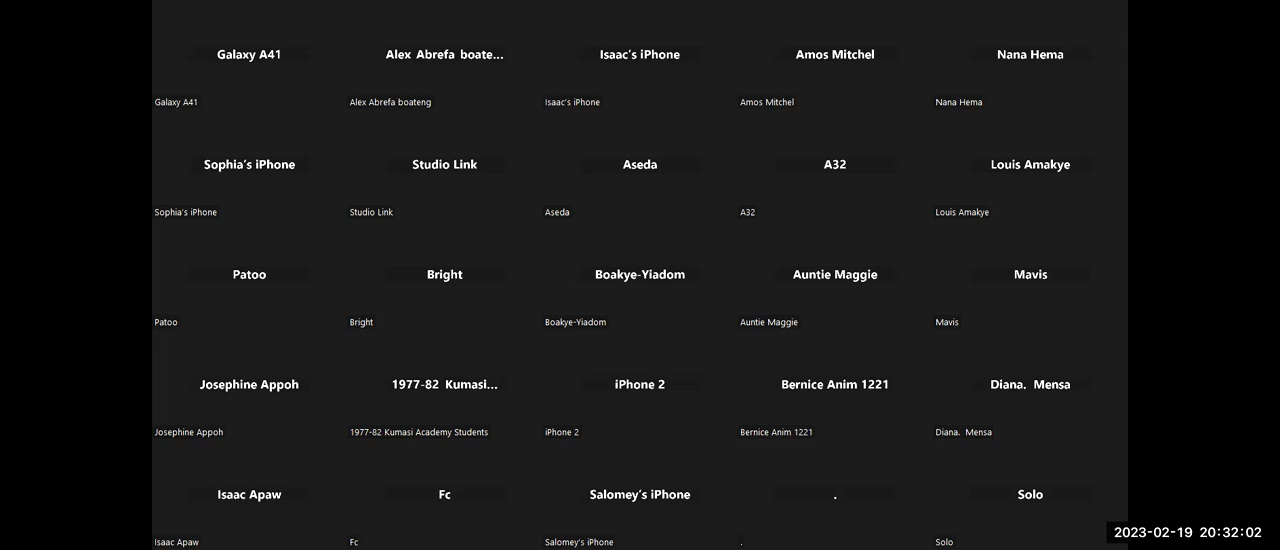 Galaxy A41
Alex Abrefa boate...
Isaac's iPhone
Amos Mitchel
Nana Hema
Galaxy A41
Alex Abrefa boateng
Isaac's iPhone
Amos Mitchel
Nana Hema
Sophia's iPhone
Studio Link
Aseda
A32
Louis Amakye
Sophia's iPhone
Studio Link
Aseda
A32
Louis Amakye
Patoo
Bright
Boakye-Yiadom
Auntie Maggie
Mavis
Patoo
Bright
Boakye-Yiadom
Auntie Maggie
Mavis
Josephine Appoh
1977-82 Kumasi...
iPhone 2
Bernice Anim 1221
Diana.  Mensa
Josephine Appoh
1977-82 Kumasi Academy Students
iPhone 2
Bernice Anim 1221
Diana.  Mensa
Isaac Apaw
Fc
Salomey's iPhone
.
Solo
Isaac Apaw
Fc
Salomey's iPhone
.
Solo
2023-02-19 20:32:02